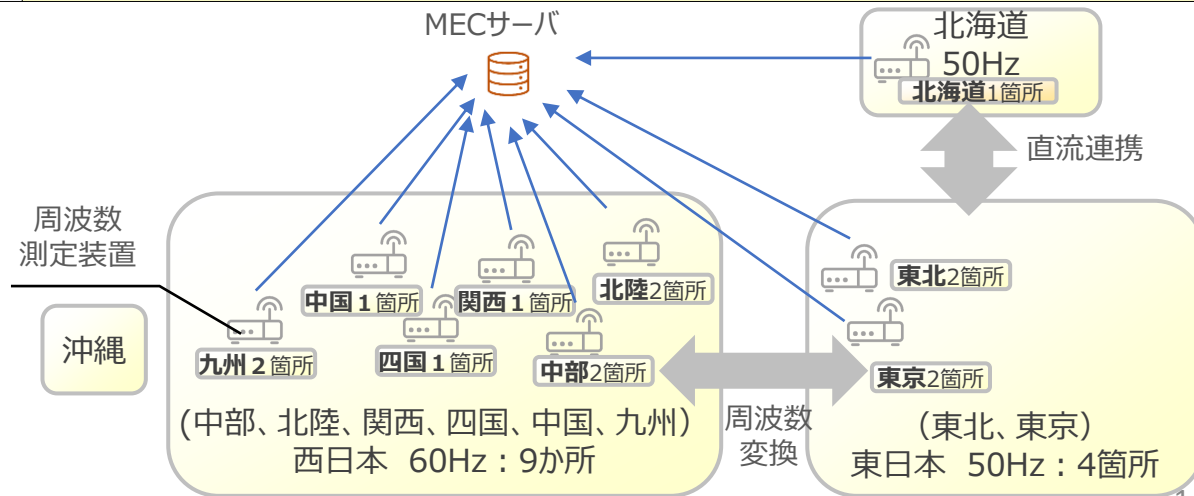 MECサーバ
北海道
50Hz
北海道1箇所
直流連携
周波数
測定装置
沖縄
中国１箇所
関西１箇所
北陸2箇所
九州２箇所
四国１箇所
中部2箇所
東北2箇所
東京2箇所
(中部、北陸、関西、四国、中国、九州)
西日本 60Hz：9か所
周波数
変換
(東北、東京)
東日本 50Hz：4箇所